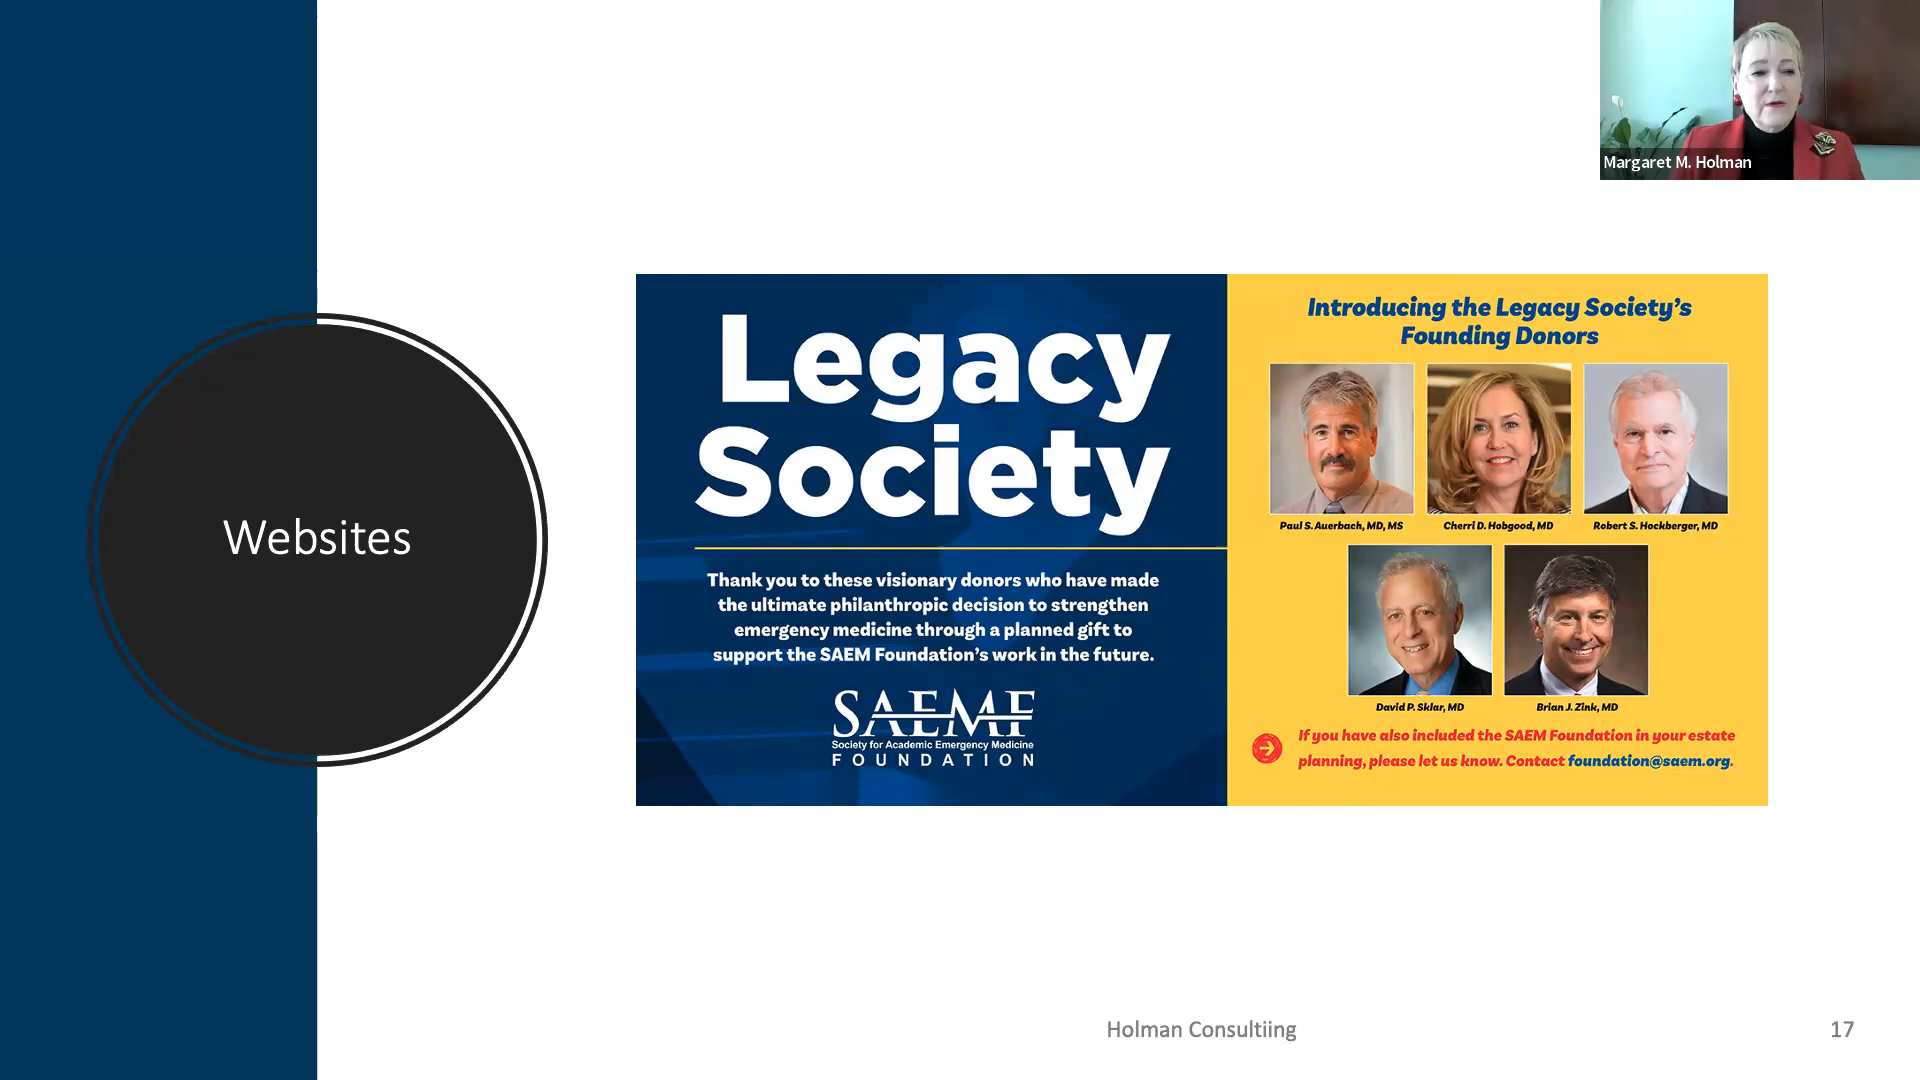 Margaret M. Holman
Websites
Legacy
Society
Thank you to these visionary donors who have made
the ultimate philanthropic decision to strengthen
emergency medicine through a planned gift to
support the SAEM Foundation's work in the future.
SAEMF
Society for Academic Emergency Medicine
FOUNDATION
Introducing the Legacy Society's
Founding Donors
Paul S. Auerbach, MD, MS
Cherri D. Hobgood, MD
Robert S. Hockberger, MD
David P. Sklar, MD
Brian J. Zink, MD
If you have also included the SAEM Foundation in your estate
planning, please let us know. Contact foundation@saem.org.
Holman Consultiing
17